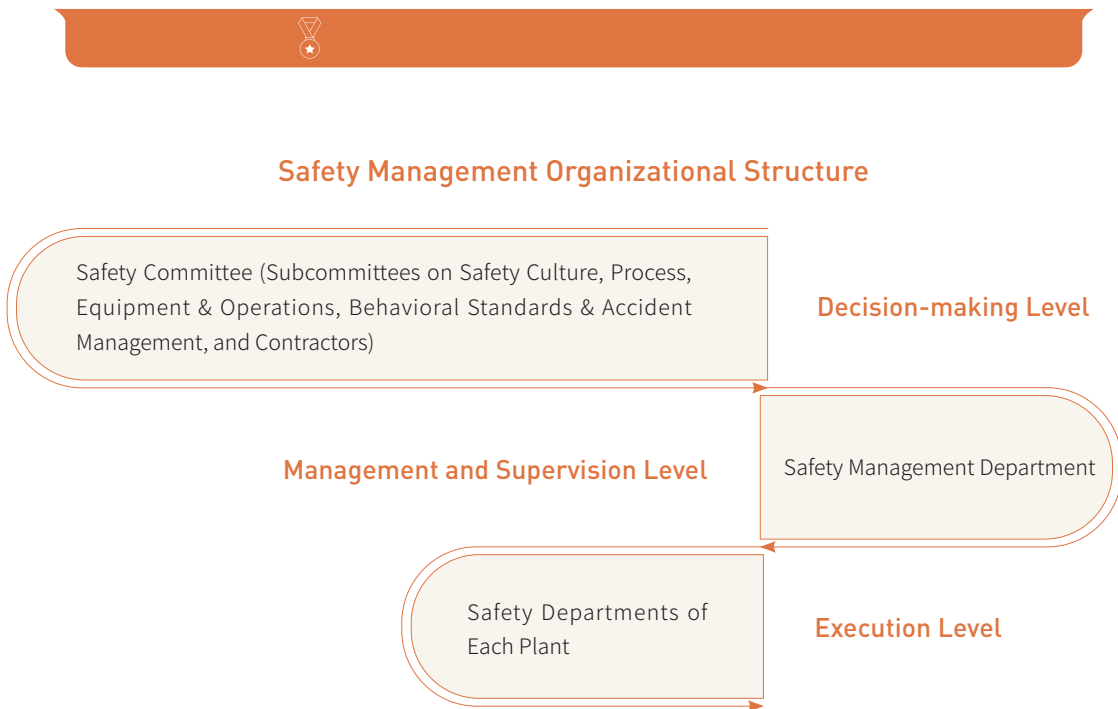 Safety Management Organizational Structure
Safety Committee (Subcommittees on Safety Culture, Process,
Equipment & Operations, Behavioral Standards & Accident
Management, and Contractors)
Decision-making Level
Management and Supervision Level
Safety Management Department
Safety Departments of
Each Plant
Execution Level